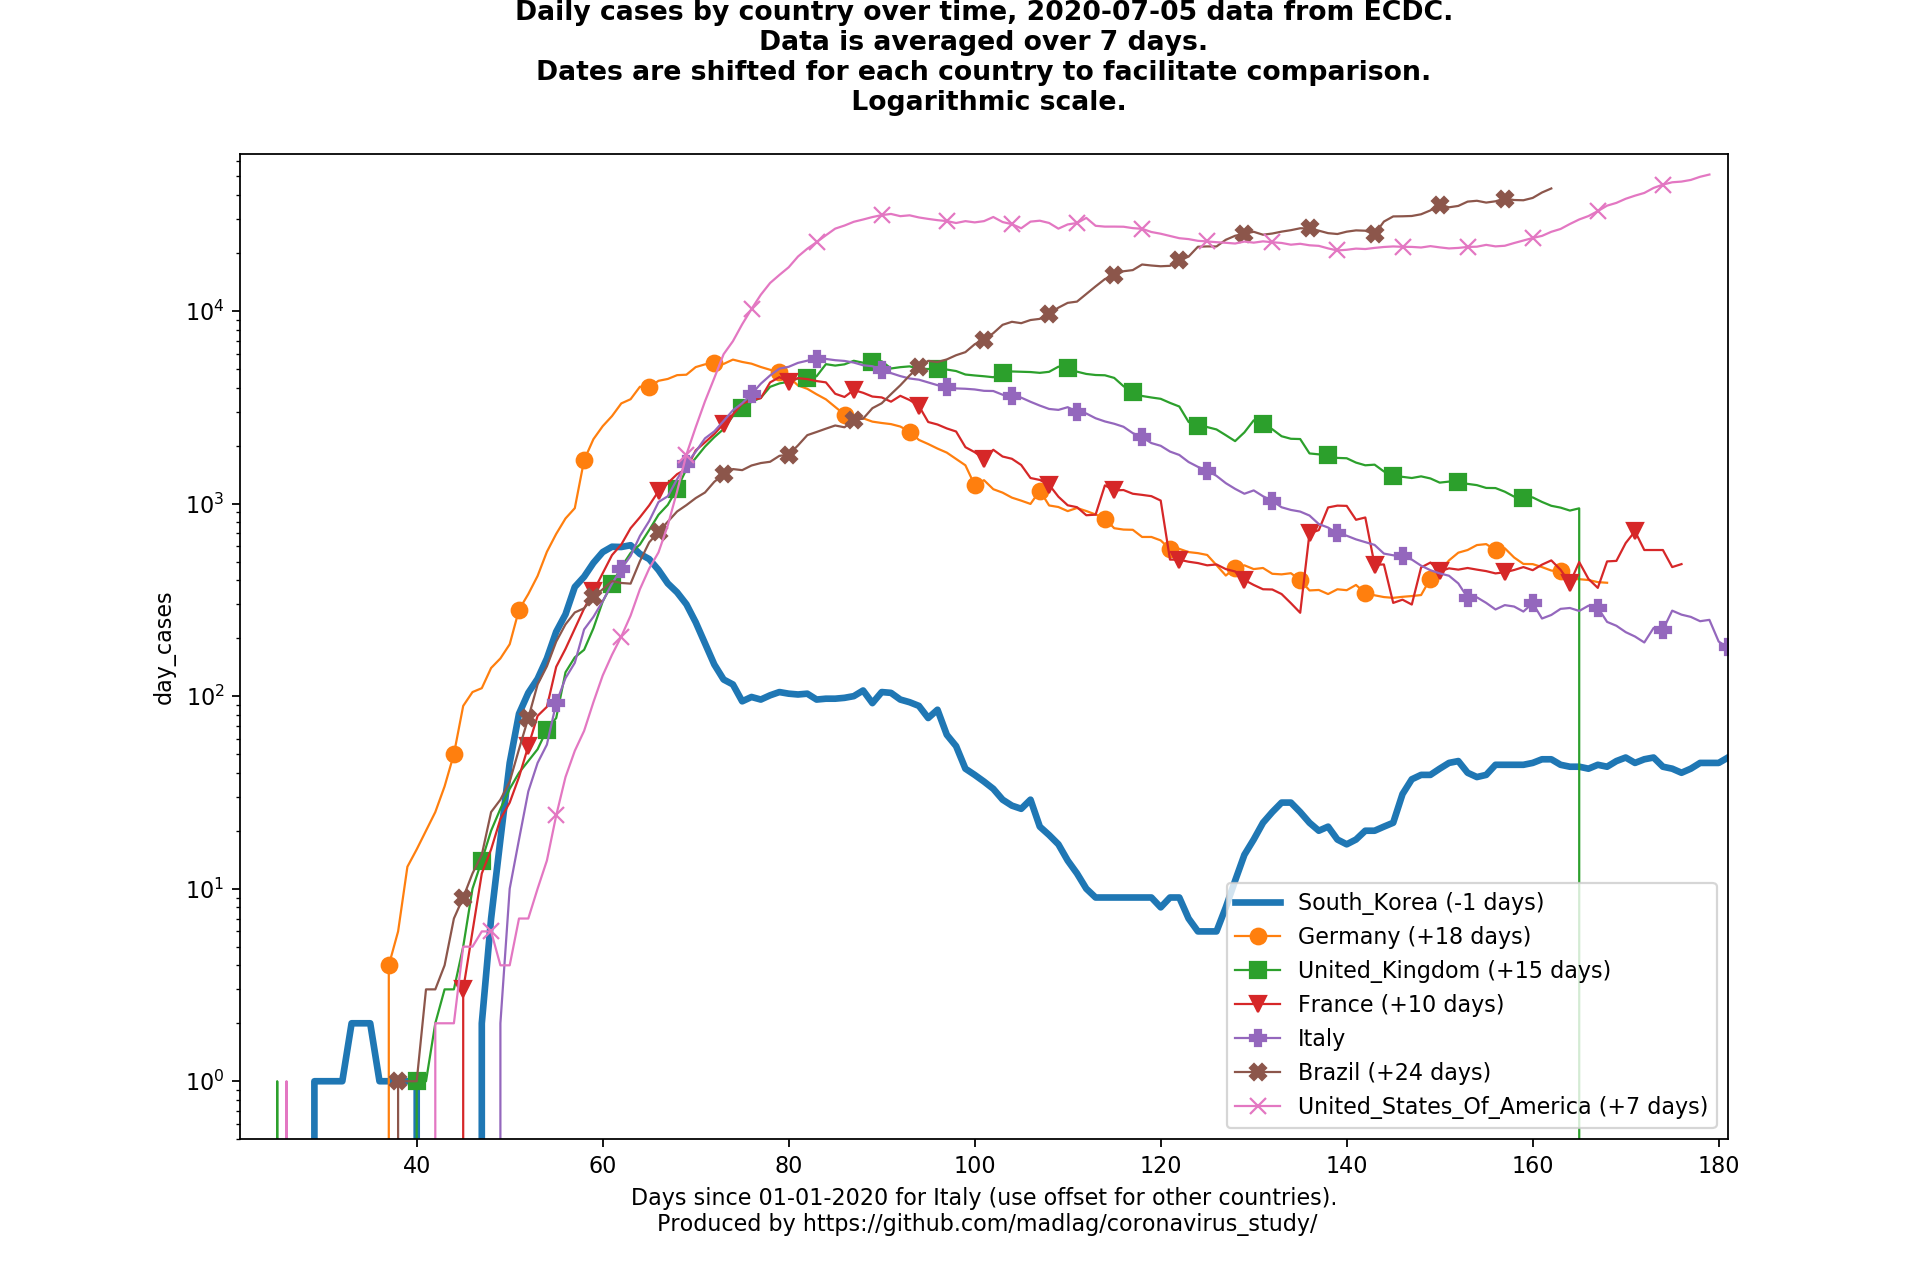 Daily cases by country over time, 2020-07-05 data from ECDC.
Data is averaged over 7 days.
Dates are shifted for each country to facilitate comparison.
Logarithmic scale.
day_cases
10⁴
10³
10²
10¹
10⁰
South_Korea (-1 days)
Germany (+18 days)
United_Kingdom (+15 days)
France (+10 days)
Italy
Brazil (+24 days)
United_States_Of_America (+7 days)
40 60 80 100 120 140 160 180
Days since 01-01-2020 for Italy (use offset for other countries).
Produced by https://github.com/madlag/coronavirus_study/